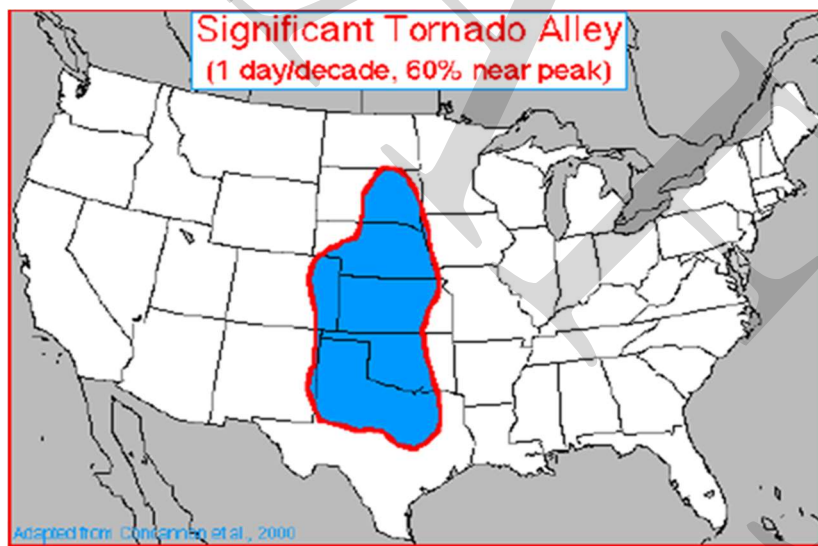 Significant Tornado Alley
(1 day/decade, 60% near peak)
Adapted from Concannon et al., 2000